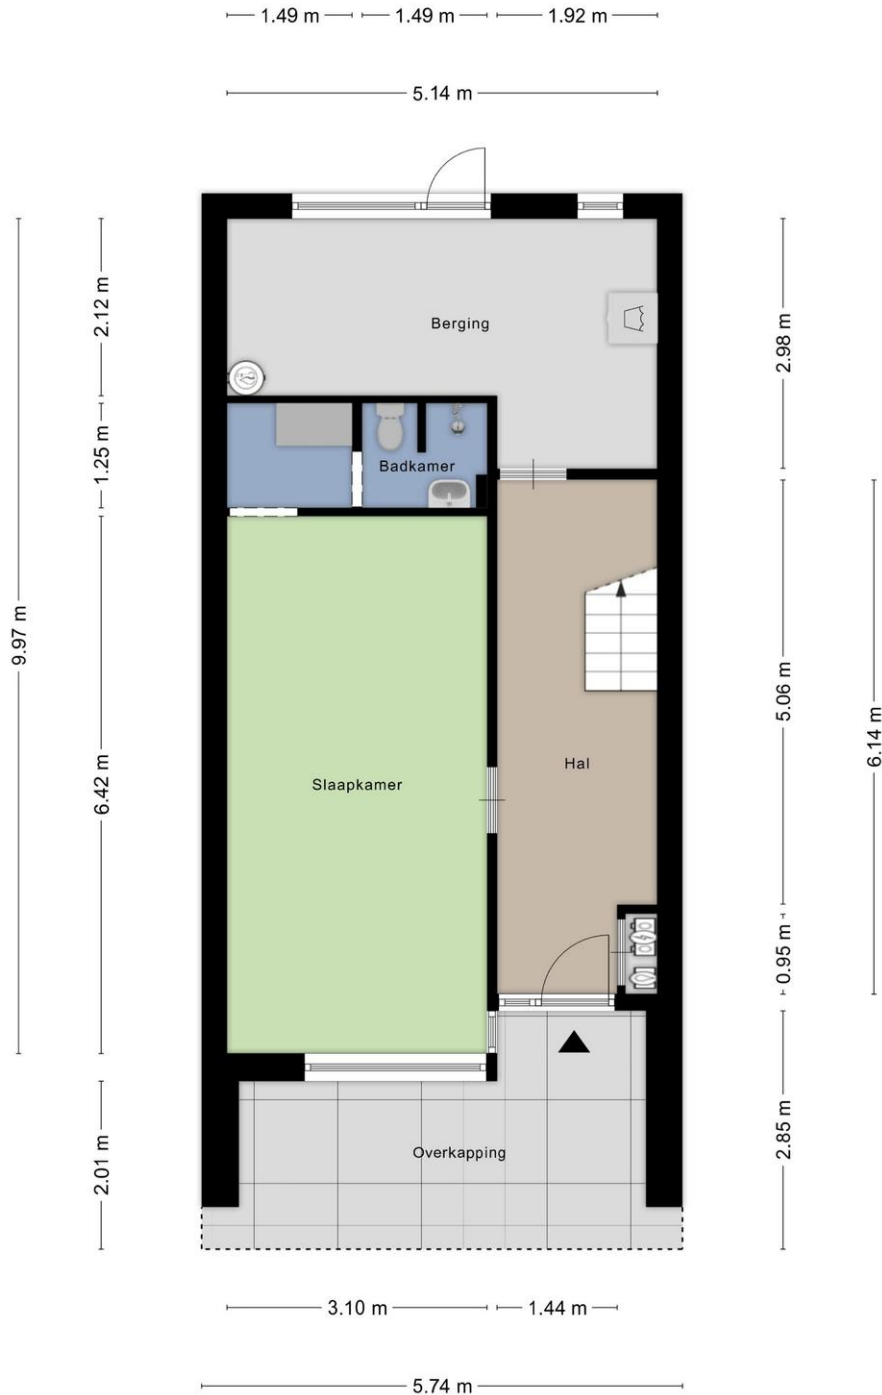 1.49 m 1.49 m 1.92 m
5.14 m
2.12 m
Berging
2.98 m
1.25 m
Badkamer
9.97 m
5.06 m
6.14 m
6.42 m
Hal
Slaapkamer
0.95 m
2.01 m
Overkapping
2.85 m
3.10 m 1.44 m
5.74 m